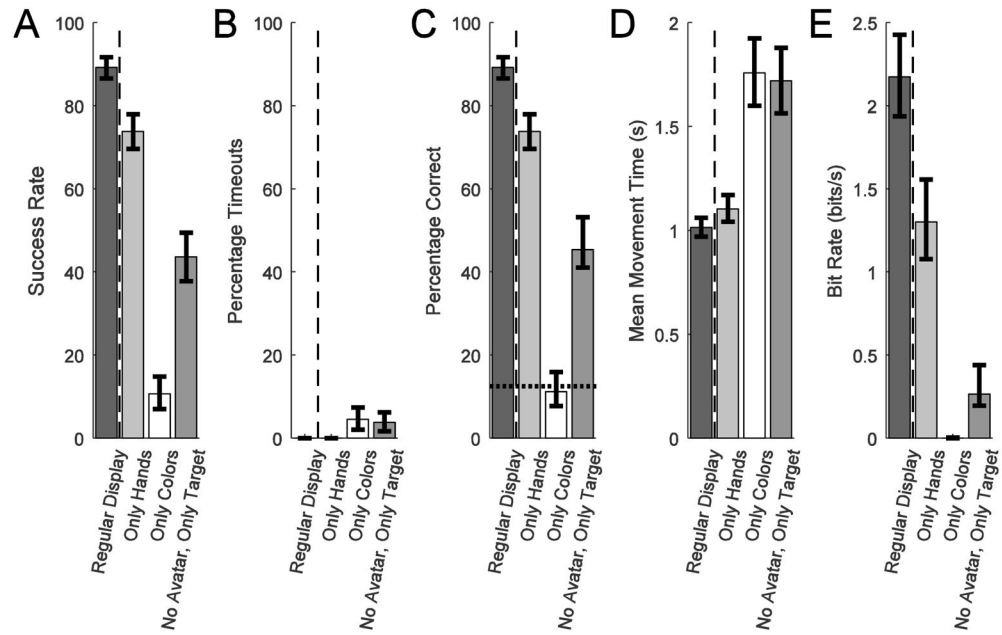 A
Success Rate
100
80
60
40
20
0
Regular Display
Only Hands
Only Colors
No Avatar, Only Target
B
Percentage Timeouts
100
80
60
40
20
0
Regular Display
Only Hands
Only Colors
No Avatar, Only Target
C
Percentage Correct
100
80
60
40
20
0
Regular Display
Only Hands
Only Colors
No Avatar, Only Target
D
Mean Movement Time (s)
2
1.5
1
0.5
0
Regular Display
Only Hands
Only Colors
No Avatar, Only Target
E
Bit Rate (bits/s)
2.5
2
1.5
1
0.5
0
Regular Display
Only Hands
Only Colors
No Avatar, Only Target